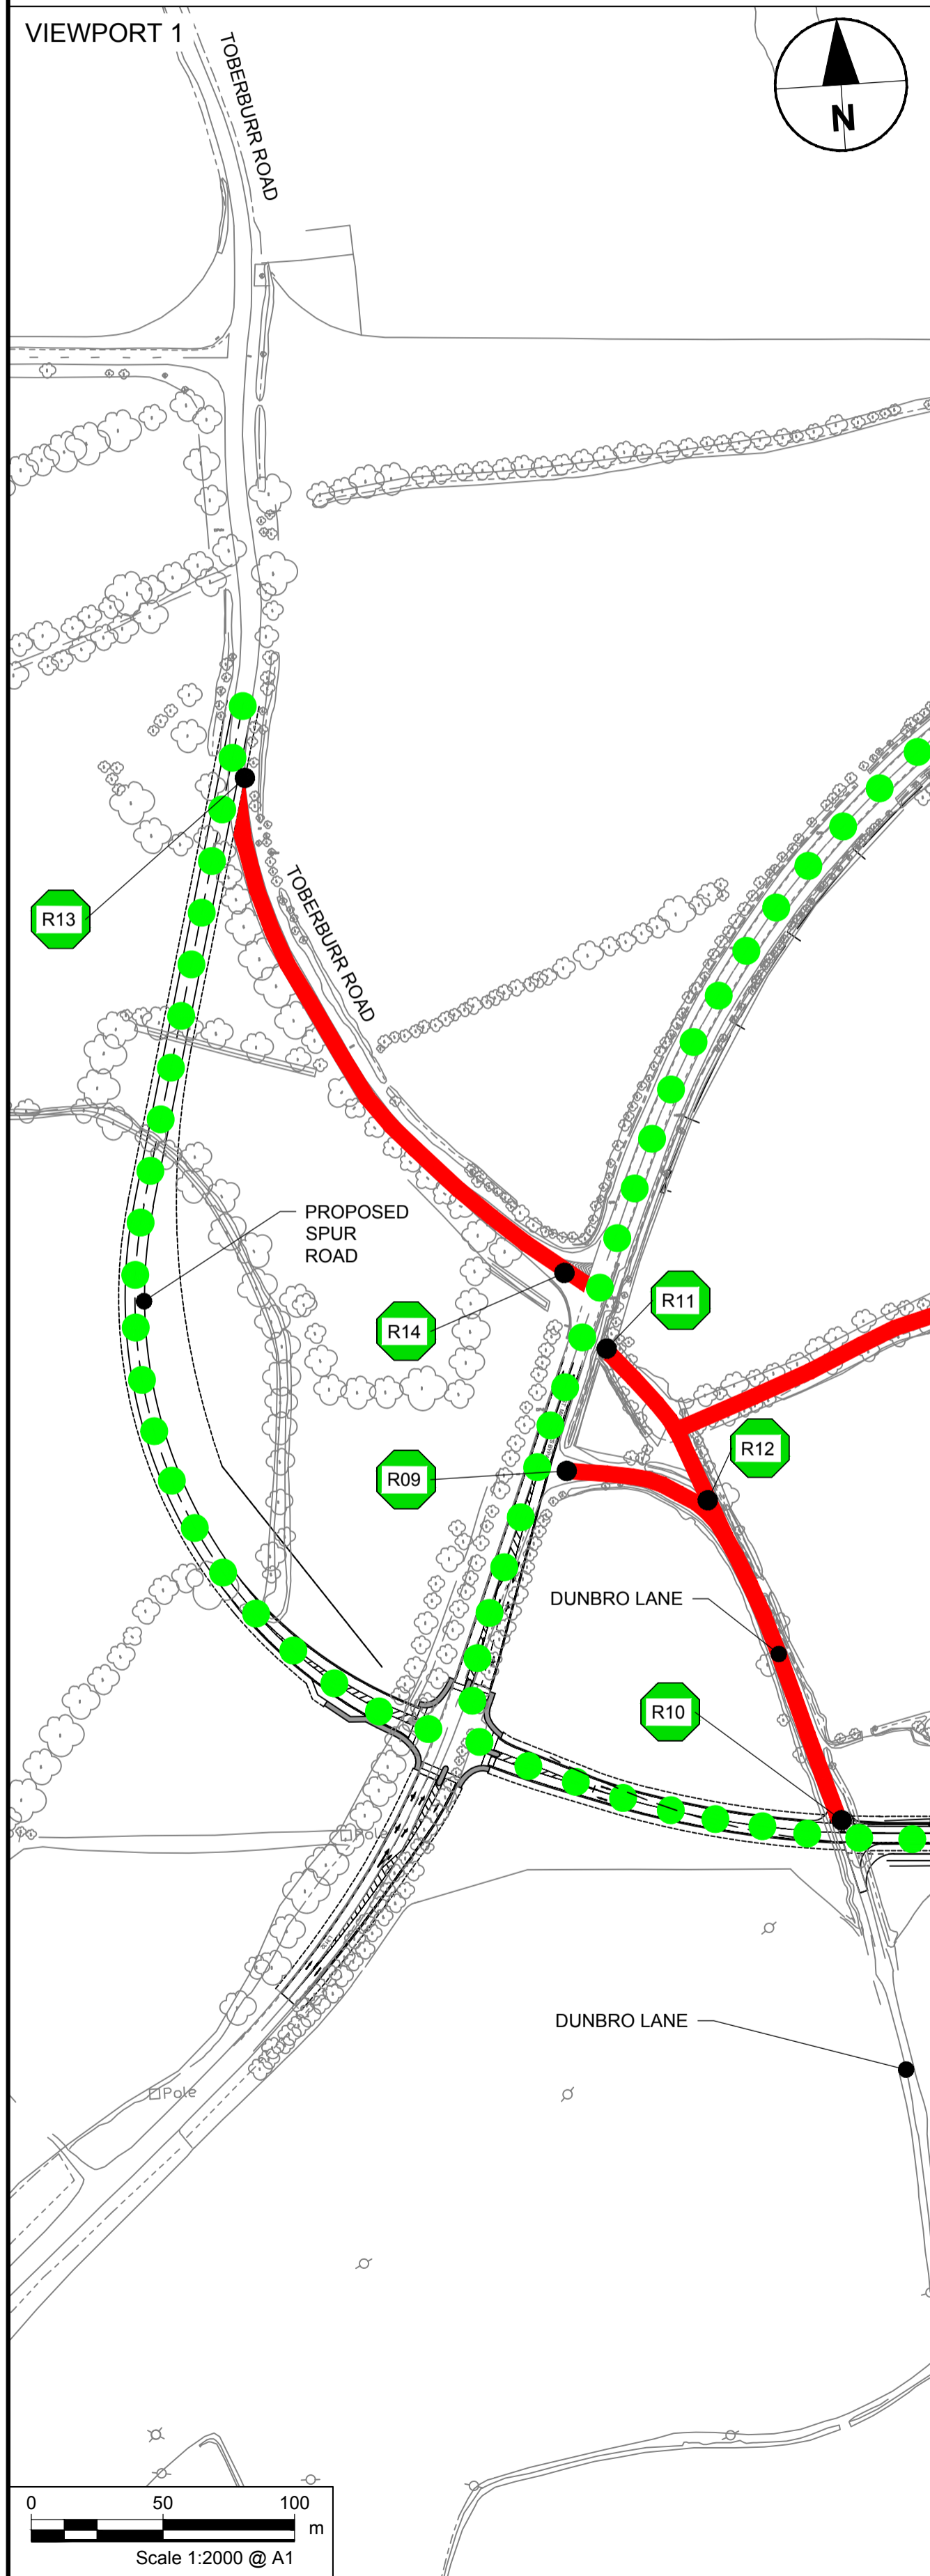 VIEWPORT 1
TOBERBURR ROAD
N
R13
TOBERBURR ROAD
PROPOSED
SPUR
ROAD
R14
R11
R12
R09
DUNBRO LANE
R10
Pole
DUNBRO LANE
Pole
0 50 100
m
Scale 1:2000 @ A1